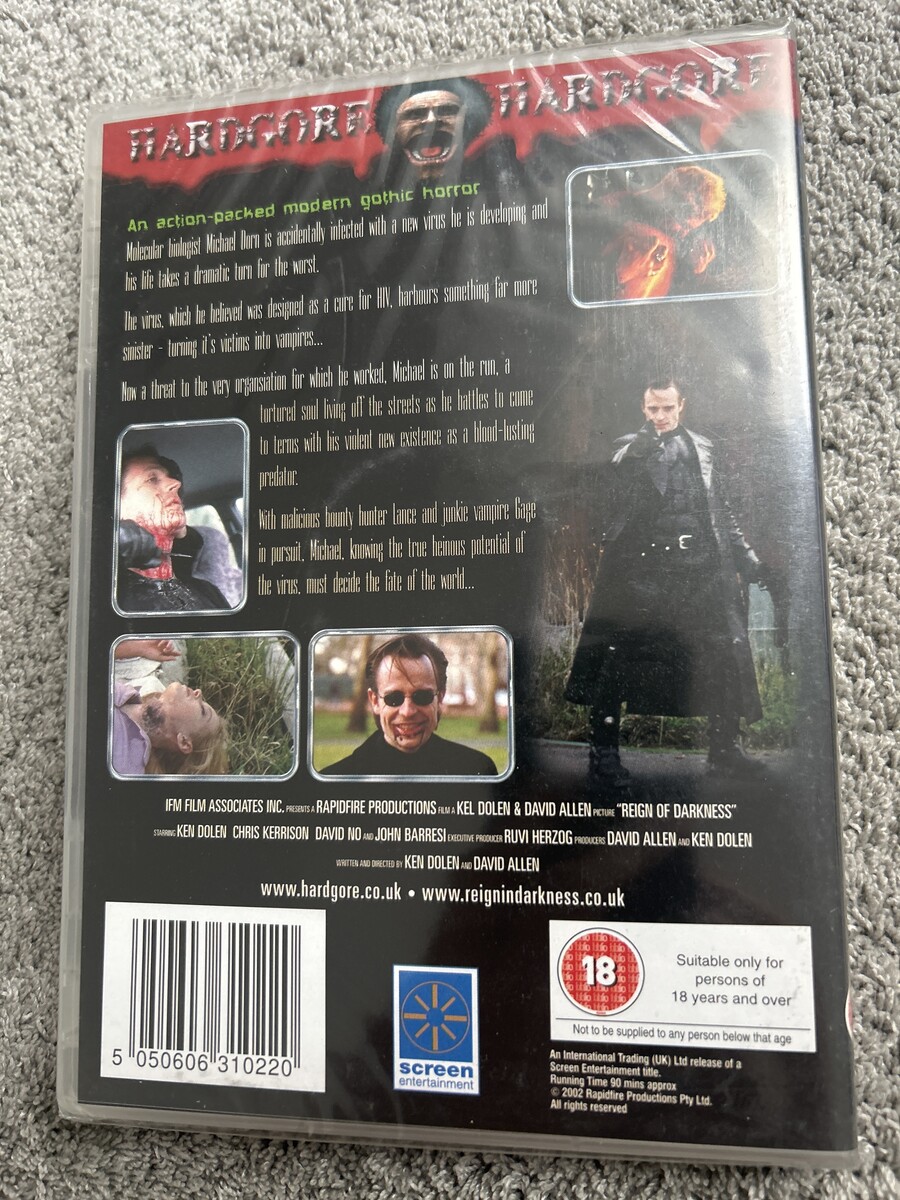 HARDGORE HARDGORE
An action-packed modern gothic horror
Molecular biologist Michael Dorn is accidentally infected with a new virus he is developing and
his life takes a dramatic turn for the worst.
The virus, which he believed was designed as a cure for HIV, harbours something far more
sinister - turning it's victims into vampires...
Now a threat to the very organsiation for which he worked, Michael is on the run, a
tortured soul living off the streets as he battles to come
to terms with his violent new existence as a blood-lusting
predator.
With malicious bounty hunter Lance and junkie vampire Gage
in pursuit, Michael, knowing the true heinous potential of
the virus, must decide the fate of the world...
IFM FILM ASSOCIATES INC. PRESENTS A RAPIDFIRE PRODUCTIONS FILM A KEL DOLEN & DAVID ALLEN PICTURE "REIGN OF DARKNESS"
STARRING KEN DOLEN CHRIS KERRISON DAVID NO AND JOHN BARRESI EXECUTIVE PRODUCER RUVI HERZOG PRODUCERS DAVID ALLEN AND KEN DOLEN
WRITTEN AND DIRECTED BY KEN DOLEN AND DAVID ALLEN
www.hardgore.co.uk • www.reignindarkness.co.uk
5 050606 310220
screen
entertainment
18
Suitable only for
persons of
18 years and over
Not to be supplied to any person below that age
An International Trading (UK) Ltd release of a
Screen Entertainment title.
Running Time 90 mins approx
© 2002 Rapidfire Productions Pty Ltd.
All rights reserved